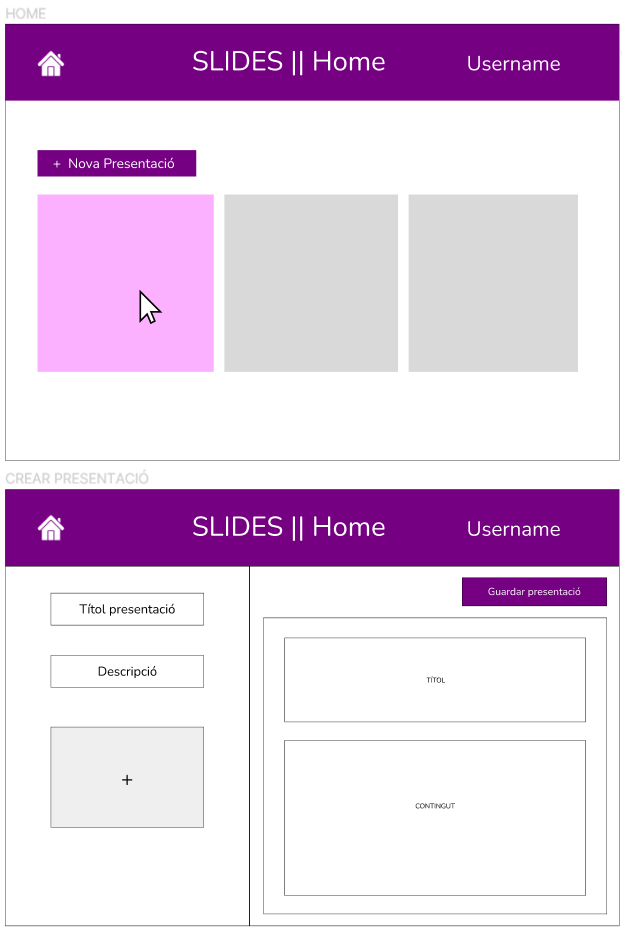 HOME
SLIDES || Home
Username
+ Nova Presentació
CREAR PRESENTACIÓ
SLIDES || Home
Username
Títol presentació
Descripció
+
Guardar presentació
TÍTOL
CONTINGUT